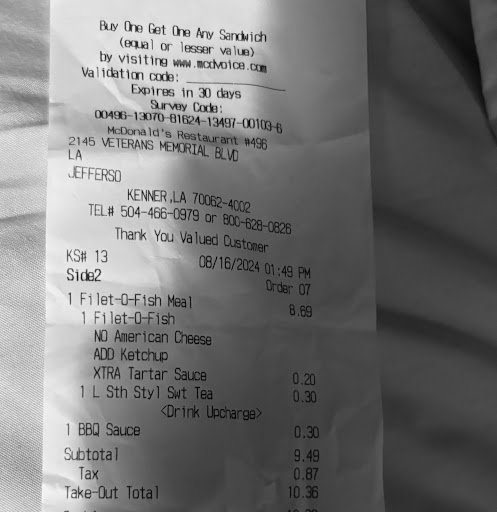 Buy One Get One Any Sandwich
(equal or lesser value)
by visiting www.mcdvoice.com
Validation code: ____________
Expires in 30 days
Survey Code:
00496-13070-81624-13497-00103-6
McDonald's Restaurant #496
2145 VETERANS MEMORIAL BLVD
LA
JEFFERSO
KENNER,LA 70062-4002
TEL# 504-466-0979 or 800-628-0826
Thank You Valued Customer
KS# 13 08/16/2024 01:49 PM
Side2 Order 07
1 Filet-O-Fish Meal 8.69
1 Filet-O-Fish
NO American Cheese
ADD Ketchup
XTRA Tartar Sauce 0.20
1 L Sth Styl Swt Tea 0.30
<Drink Upcharge>
1 BBQ Sauce 0.30
Subtotal 9.49
Tax 0.87
Take-Out Total 10.36